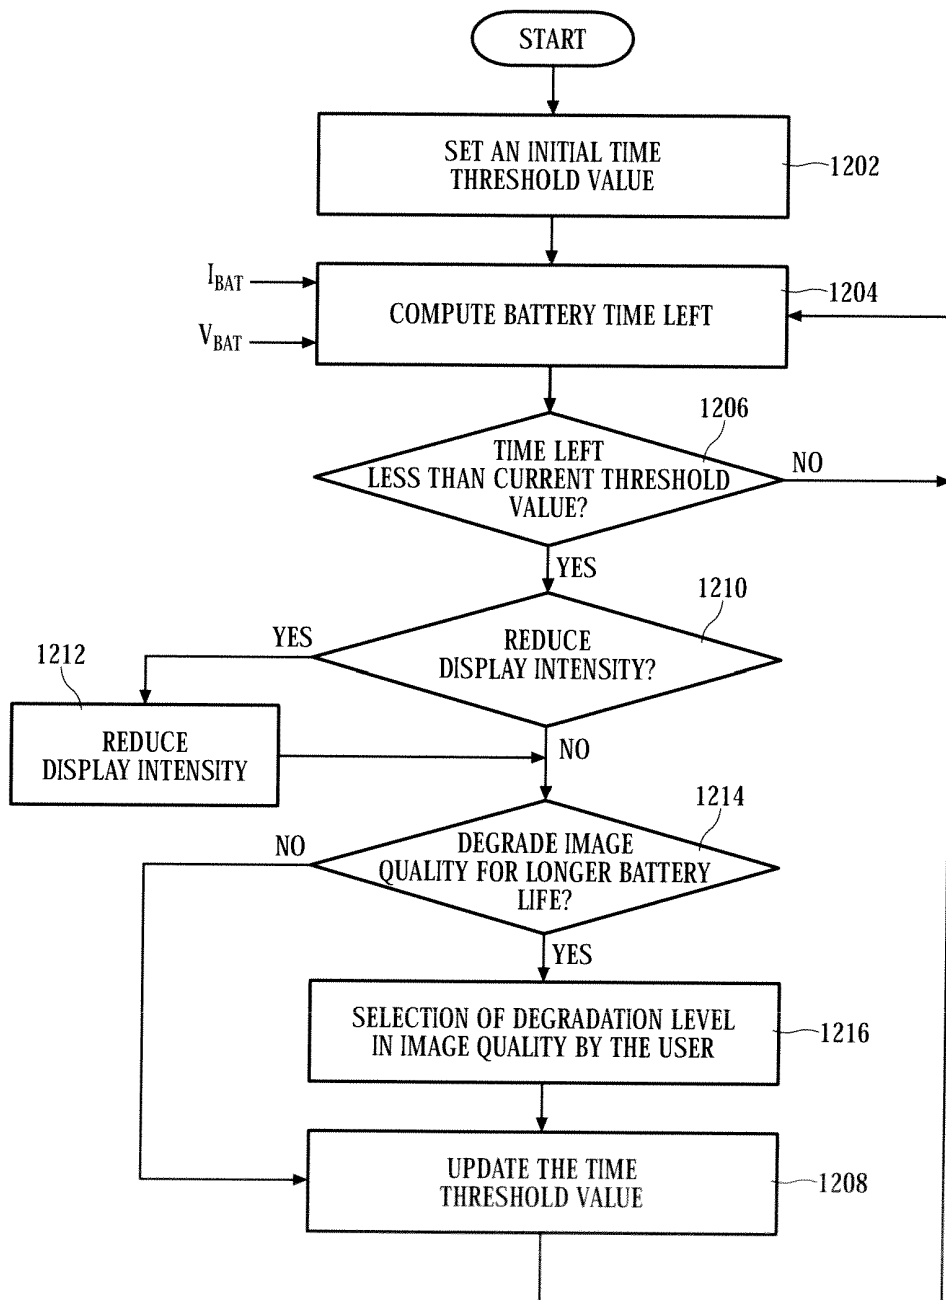 START
SET AN INITIAL TIME
THRESHOLD VALUE
1202
I_BAT
V_BAT
COMPUTE BATTERY TIME LEFT
1204
1206
TIME LEFT
LESS THAN CURRENT THRESHOLD
VALUE?
NO
YES
1210
YES
REDUCE
DISPLAY INTENSITY?
1212
REDUCE
DISPLAY INTENSITY
NO
1214
NO
DEGRADE IMAGE
QUALITY FOR LONGER BATTERY
LIFE?
YES
SELECTION OF DEGRADATION LEVEL
IN IMAGE QUALITY BY THE USER
1216
UPDATE THE TIME
THRESHOLD VALUE
1208